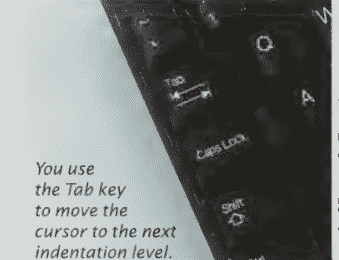 W
Q
Tab
A
Caps Lock
Shift
You use
the Tab key
to move the
cursor to the next
indentation level.